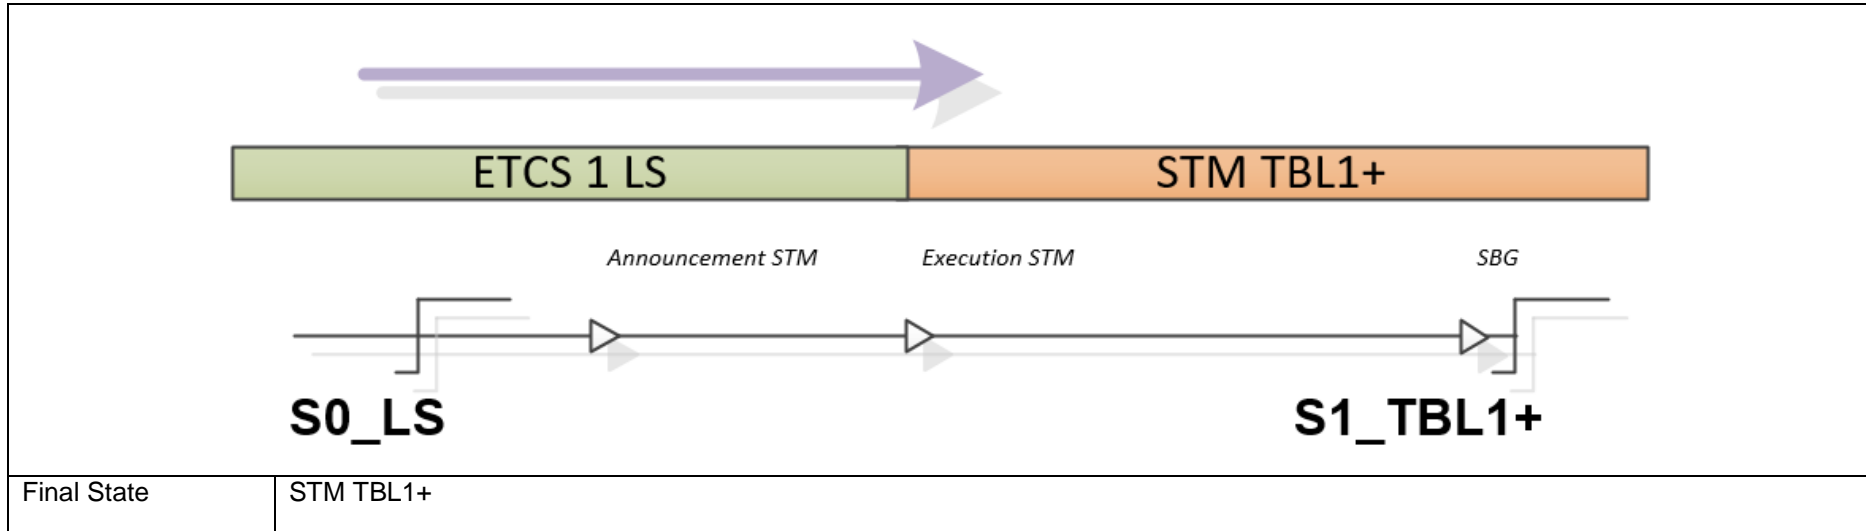 ETCS 1 LS STM TBL1+
Announcement STM Execution STM SBG
S0_LS S1_TBL1+
Final State STM TBL1+